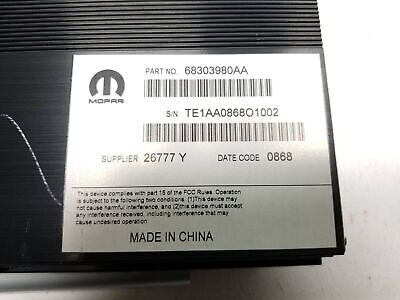 MOPAR
PART NO. 68303980AA
S/N TE1AA0868O1002
SUPPLIER 26777 Y DATE CODE 0868
This device complies with part 15 of the FCC Rules. Operation
is subject to the following two conditions. (1)This device may
not cause harmful interference, and (2)this device must accept
any interference received, including interference that may
cause undesired operation.
MADE IN CHINA